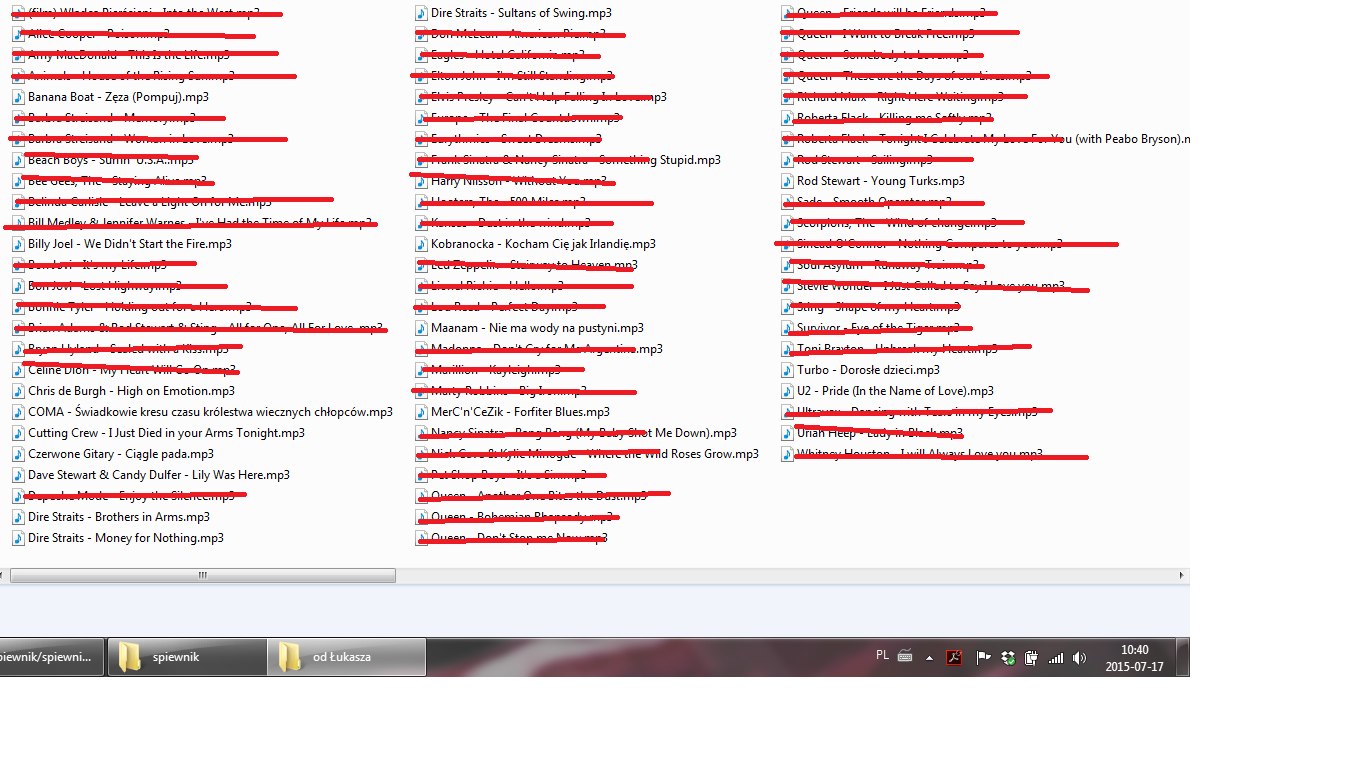 (film) Władca Pierścieni - Into the West.mp3
Alice Cooper - Poison.mp3
Amy MacDonald - This Is the Life.mp3
Animals - House of the Rising Sun.mp3
Banana Boat - Zęza (Pompuj).mp3
Barbra Streisand - Memory.mp3
Barbra Streisand - Woman in Love.mp3
Beach Boys - Surfin' U.S.A..mp3
Bee Gees, The - Staying Alive.mp3
Belinda Carlisle - Leave a Light On for Me.mp3
Bill Medley & Jennifer Warnes - I've Had the Time of My Life.mp3
Billy Joel - We Didn't Start the Fire.mp3
Bon Jovi - It's my Life.mp3
Bon Jovi - Lost Highway.mp3
Bonnie Tyler - Holding out for a Hero.mp3
Brian Adams & Rod Stewart & Sting - All for One, All For Love .mp3
Bryan Hyland - Sealed with a Kiss.mp3
Celine Dion - My Heart Will Go On.mp3
Chris de Burgh - High on Emotion.mp3
COMA - Świadkowie kresu czasu królestwa wiecznych chłopców.mp3
Cutting Crew - I Just Died in your Arms Tonight.mp3
Czerwone Gitary - Ciągle pada.mp3
Dave Stewart & Candy Dulfer - Lily Was Here.mp3
Depeche Mode - Enjoy the Silence.mp3
Dire Straits - Brothers in Arms.mp3
Dire Straits - Money for Nothing.mp3
Dire Straits - Sultans of Swing.mp3
Don McLean - American Pie.mp3
Eagles - Hotel California.mp3
Elton John - I'm Still Standing.mp3
Elvis Presley - Can't Help Falling In Love.mp3
Europe - The Final Countdown.mp3
Eurythmics - Sweet Dreams.mp3
Frank Sinatra & Nancy Sinatra - Something Stupid.mp3
Harry Nilsson - Without You.mp3
Hooters, The - 500 Miles.mp3
Kansas - Dust in the wind.mp3
Kobranocka - Kocham Cię jak Irlandię.mp3
Led Zeppelin - Stairway to Heaven.mp3
Lionel Richie - Hello.mp3
Lou Reed - Perfect Day.mp3
Maanam - Nie ma wody na pustyni.mp3
Madonna - Don't Cry for Me Argentina.mp3
Marillion - Kayleigh.mp3
Marty Robbins - Big Iron.mp3
MerC'n'CeZik - Forfiter Blues.mp3
Nancy Sinatra - Bang Bang (My Baby Shot Me Down).mp3
Nick Cave & Kylie Minogue - Where the Wild Roses Grow.mp3
Pet Shop Boys - It's a Sin.mp3
Queen - Another One Bites the Dust.mp3
Queen - Bohemian Rhapsody.mp3
Queen - Don't Stop me Now.mp3
Queen - Friends will be Friends.mp3
Queen - I Want to Break Free.mp3
Queen - Somebody to Love.mp3
Queen - These are the Days of our Lives.mp3
Richard Marx - Right Here Waiting.mp3
Roberta Flack - Killing me Softly.mp3
Roberta Flack - Tonight I Celebrate My Love For You (with Peabo Bryson).n
Rod Stewart - Sailing.mp3
Rod Stewart - Young Turks.mp3
Sade - Smooth Operator.mp3
Scorpions, The - Wind of change.mp3
Sinead O'Connor - Nothing Compares to you.mp3
Soul Asylum - Runaway Train.mp3
Stevie Wonder - I Just Called to Say I Love you.mp3
Sting - Shape of my Heart.mp3
Survivor - Eye of the Tiger.mp3
Toni Braxton - Unbreak my Heart.mp3
Turbo - Dorosłe dzieci.mp3
U2 - Pride (In the Name of Love).mp3
Ultravox - Dancing with Tears in my Eyes.mp3
Uriah Heep - Lady in Black.mp3
Whitney Houston - I will Always Love you.mp3
piewnik/spiewni...
spiewnik
od Łukasza
PL
10:40
2015-07-17